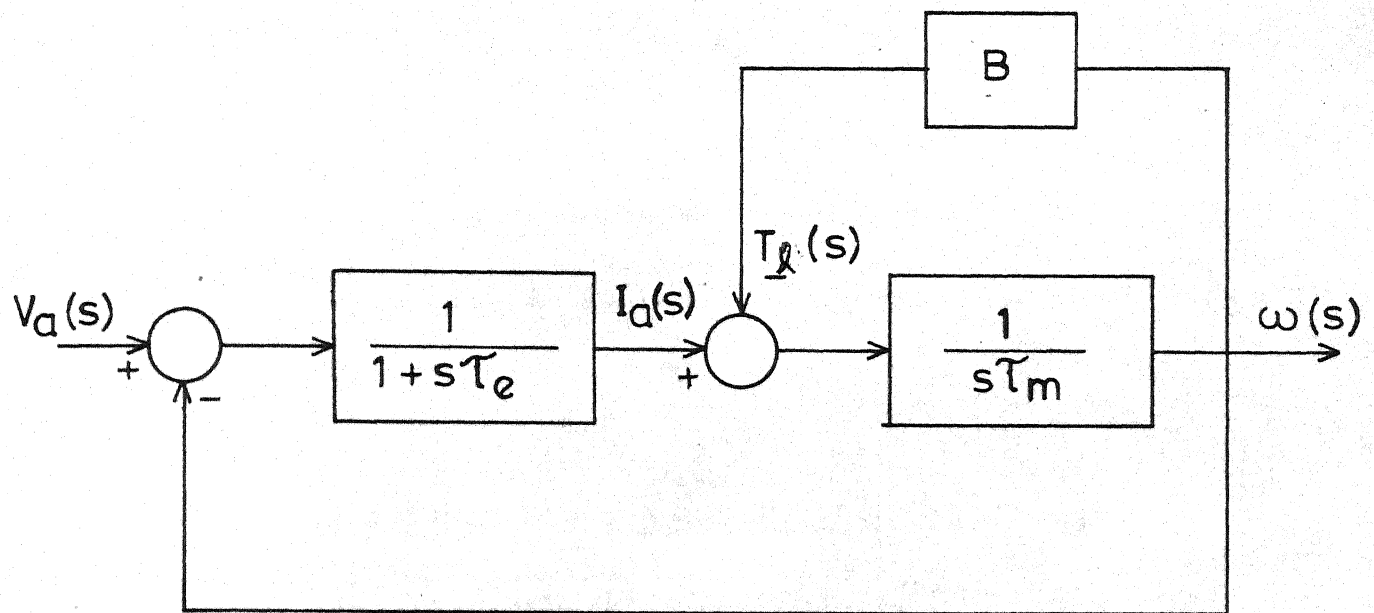 B
T_ℓ(s)
V_a(s)
+
−
1
1 + sτ_e
I_a(s)
+
−
1
sτ_m
ω(s)